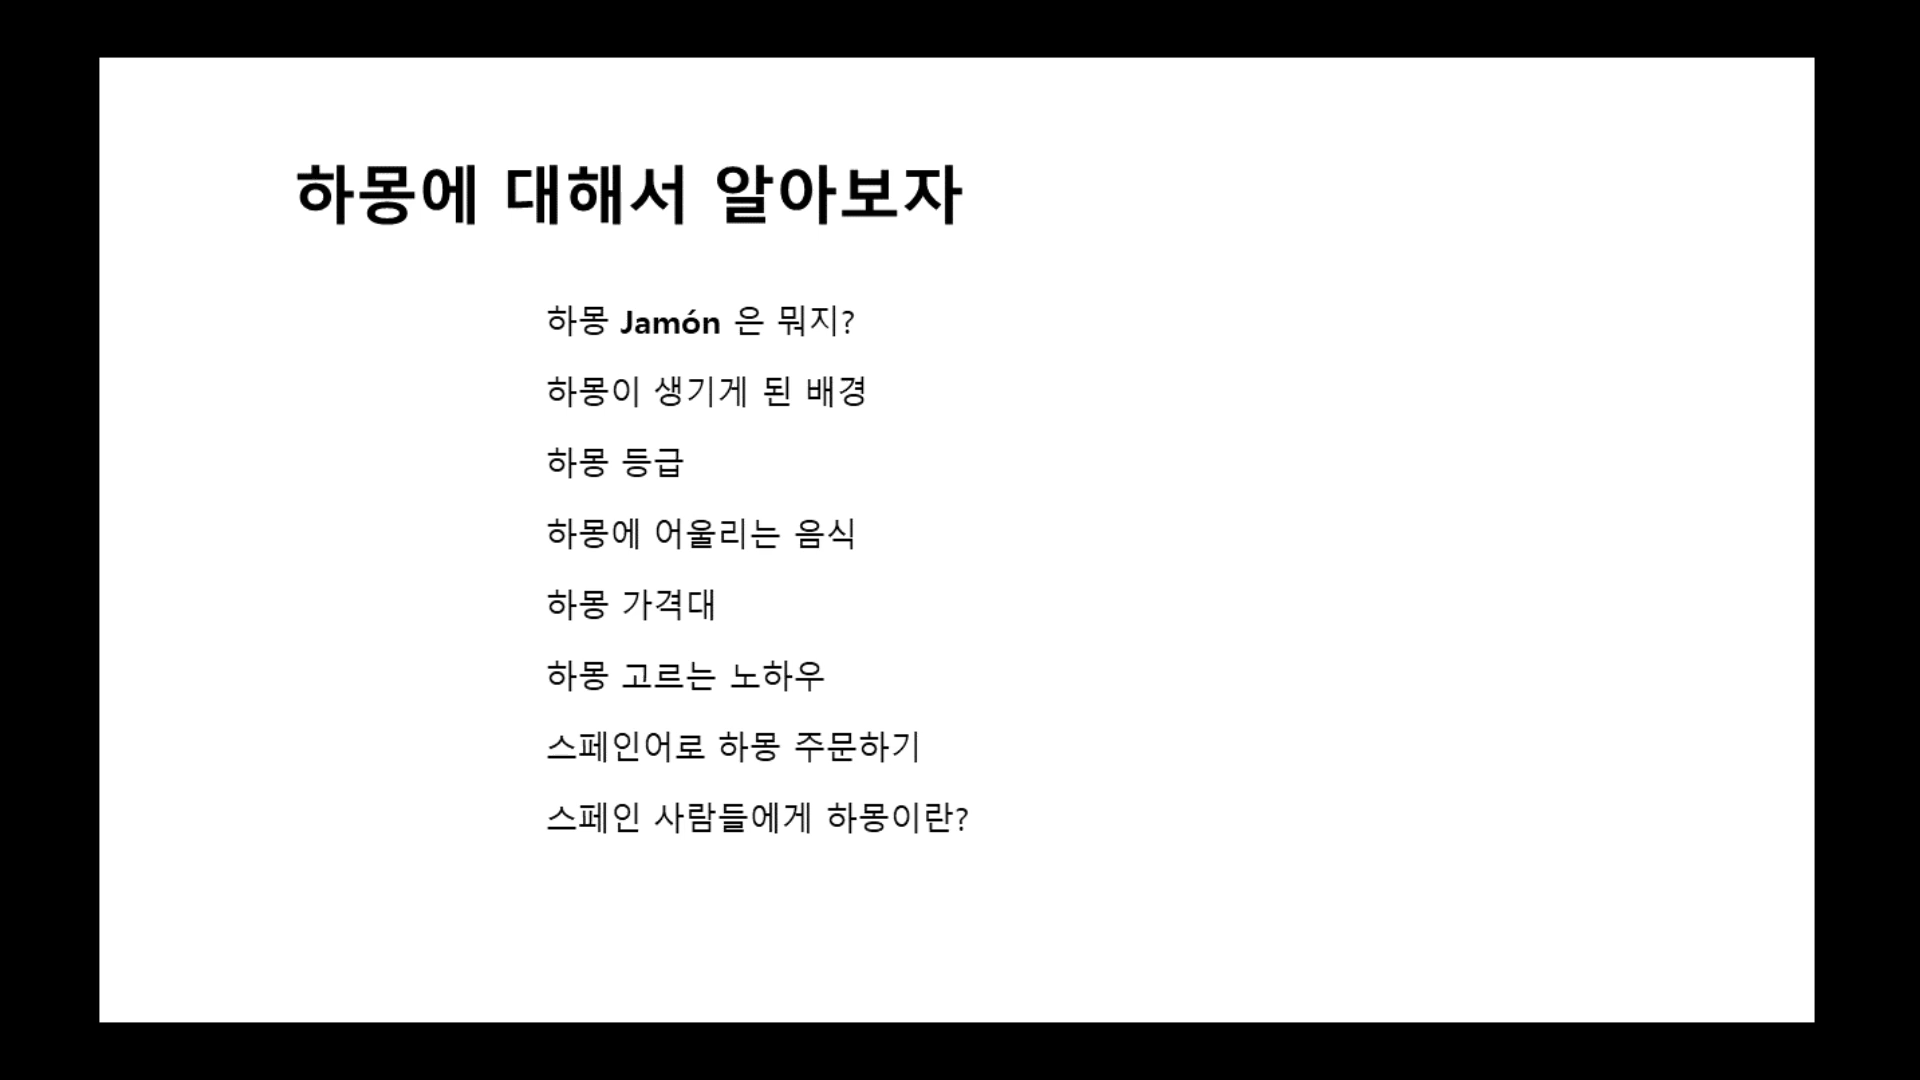 하몽에 대해서 알아보자
하몽 Jamón 은 뭐지?
하몽이 생기게 된 배경
하몽 등급
하몽에 어울리는 음식
하몽 가격대
하몽 고르는 노하우
스페인어로 하몽 주문하기
스페인 사람들에게 하몽이란?